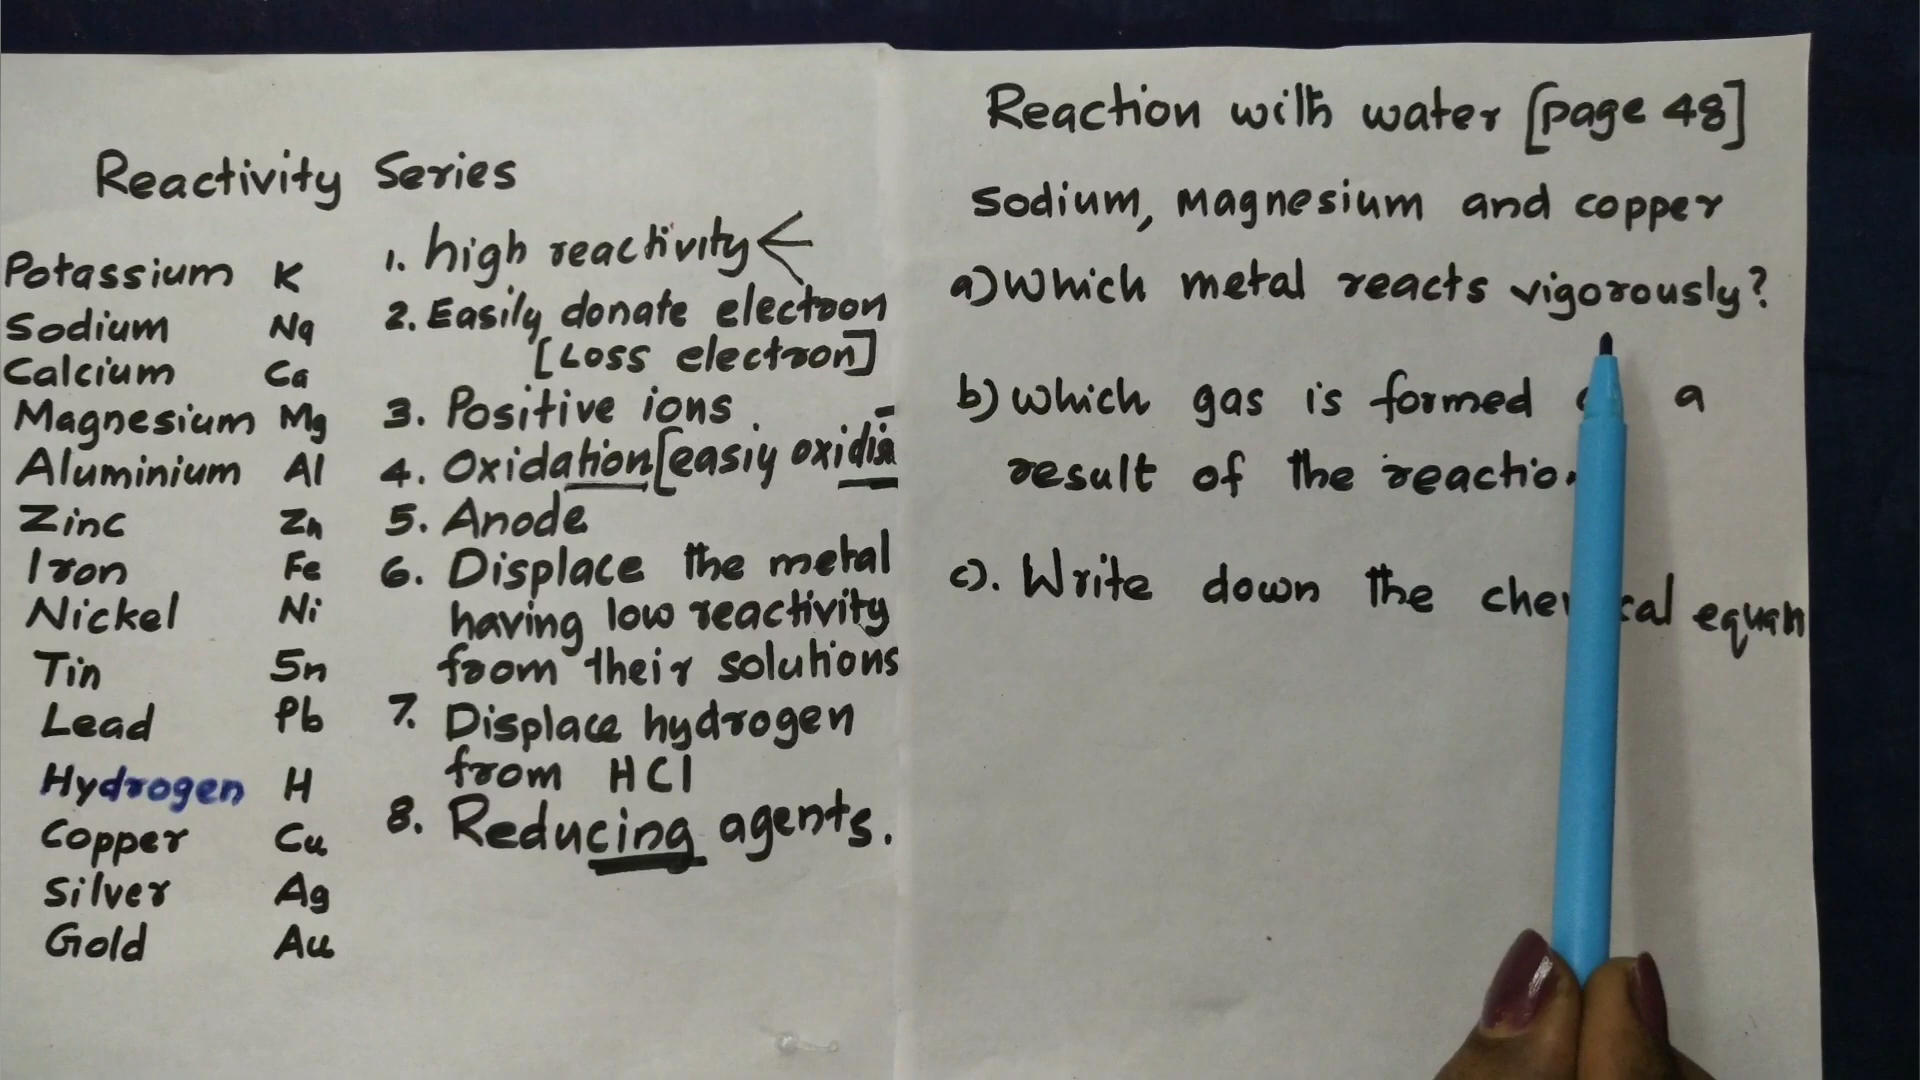 Reactivity Series
Potassium K
Sodium Na
Calcium Ca
Magnesium Mg
Aluminium Al
Zinc Zn
Iron Fe
Nickel Ni
Tin Sn
Lead Pb
Hydrogen H
Copper Cu
Silver Ag
Gold Au
1. high reactivity
2. Easily donate electron
[Loss electron]
3. Positive ions
4. Oxidation [easiy
5. Anode
6. Displace the metal
having low reactivity
from their solutions
7. Displace hydrogen
from HCl
8. Reducing agents.
Reaction with water [page 48]
Sodium, Magnesium and copper
a) Which metal reacts vigorously?
b) Which gas is formed a
result of the reactio
c). Write down the